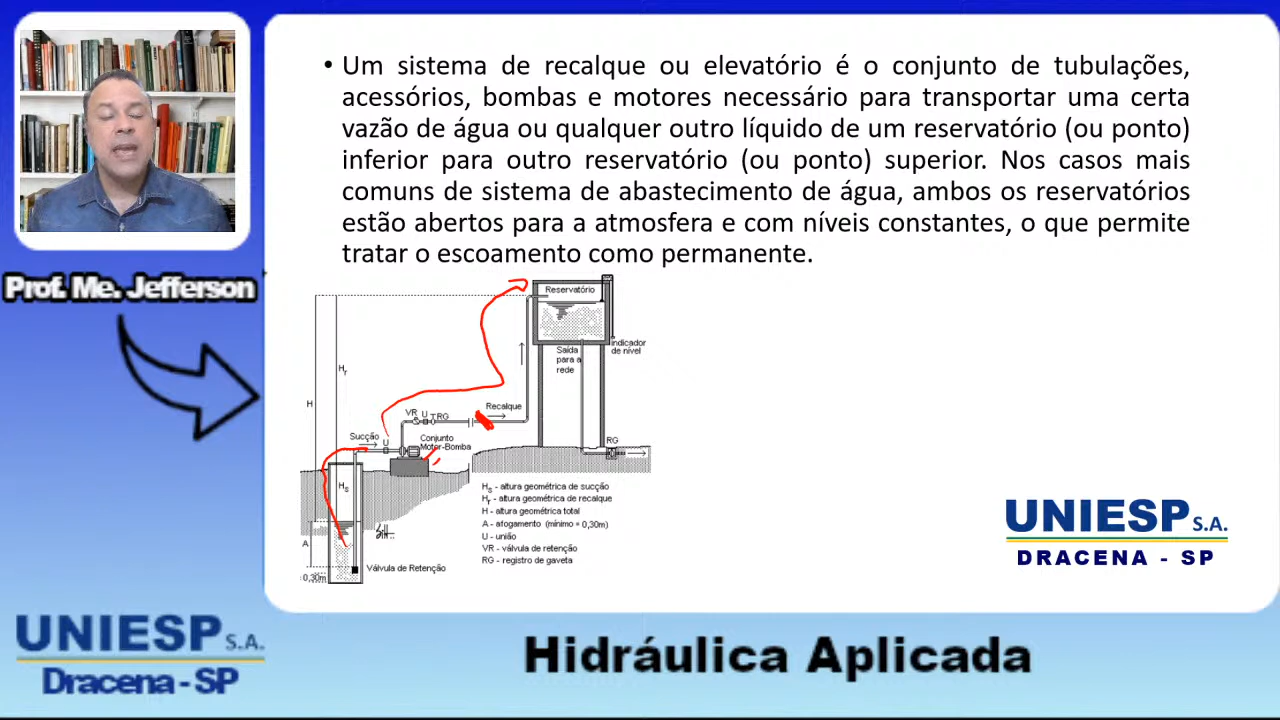 • Um sistema de recalque ou elevatório é o conjunto de tubulações,
acessórios, bombas e motores necessário para transportar uma certa
vazão de água ou qualquer outro líquido de um reservatório (ou ponto)
inferior para outro reservatório (ou ponto) superior. Nos casos mais
comuns de sistema de abastecimento de água, ambos os reservatórios
estão abertos para a atmosfera e com níveis constantes, o que permite
tratar o escoamento como permanente.
Prof. Me. Jefferson
Reservatório
Saída
para a
rede
indicador
de nível
Hr
H
VR U RG
Recalque
Sucção
U
Conjunto
Motor-Bomba
RG
Hs
A
0,30m
Válvula de Retenção
Hs - altura geométrica de sucção
Hr - altura geométrica de recalque
H - altura geométrica total
A - afogamento (mínimo = 0,30m)
U - união
VR - válvula de retenção
RG - registro de gaveta
UNIESP S.A.
DRACENA - SP
UNIESP S.A.
Dracena - SP
Hidráulica Aplicada